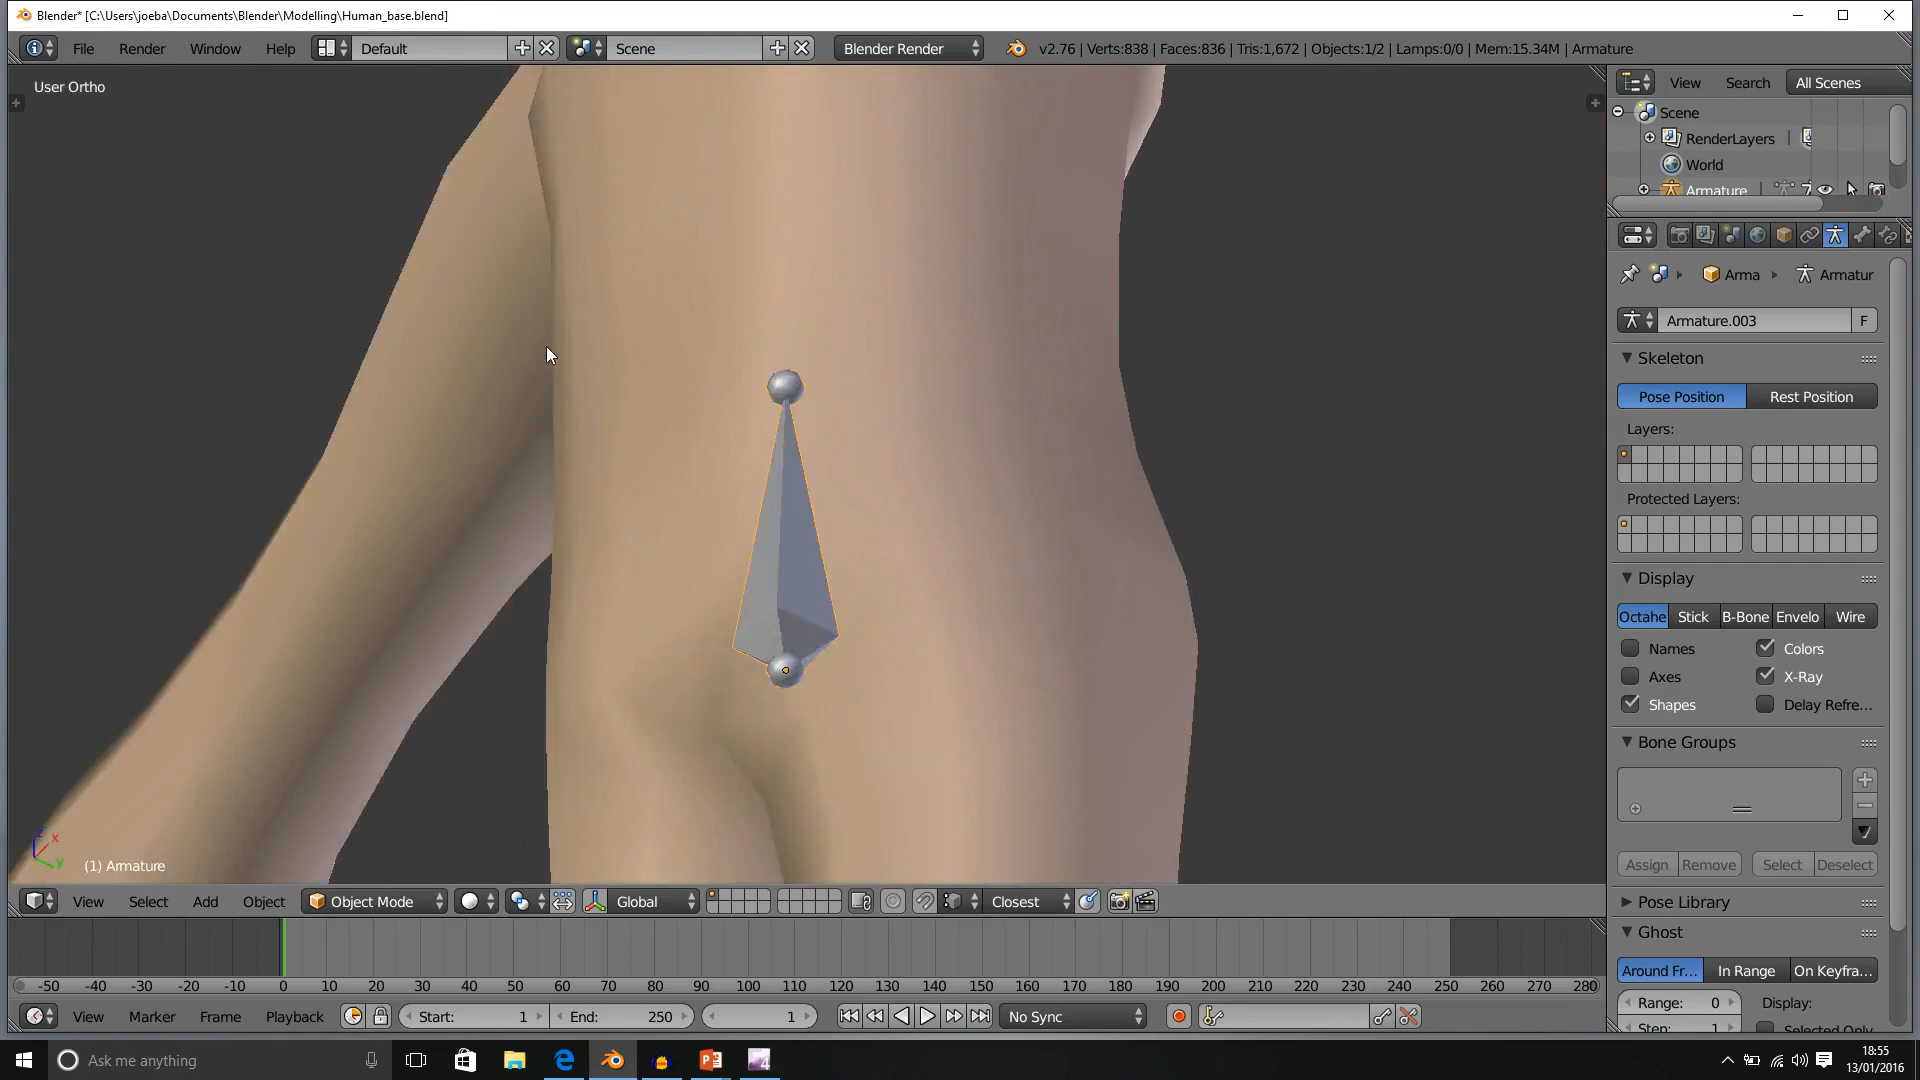 Blender* [C:\Users\joeba\Documents\Blender\Modelling\Human_base.blend]
File Render Window Help Default Scene Blender Render v2.76 | Verts:838 | Faces:836 | Tris:1,672 | Objects:1/2 | Lamps:0/0 | Mem:15.34M | Armature
User Ortho
View Search All Scenes
Scene
RenderLayers
World
Armature
Arma Armatur
Armature.003 F
Skeleton
Pose Position Rest Position
Layers:
Protected Layers:
Display
Octahe Stick B-Bone Envelo Wire
Names Colors
Axes X-Ray
Shapes Delay Refre...
Bone Groups
Assign Remove Select Deselect
Pose Library
Ghost
Around Fr... In Range On Keyfra...
Range: 0 Display:
Step: 1 Selected Only
x
y
(1) Armature
View Select Add Object Object Mode Global Closest
-50 -40 -30 -20 -10 0 10 20 30 40 50 60 70 80 90 100 110 120 130 140 150 160 170 180 190 200 210 220 230 240 250 260 270 280
View Marker Frame Playback Start: 1 End: 250 1 No Sync
Ask me anything
18:55
13/01/2016